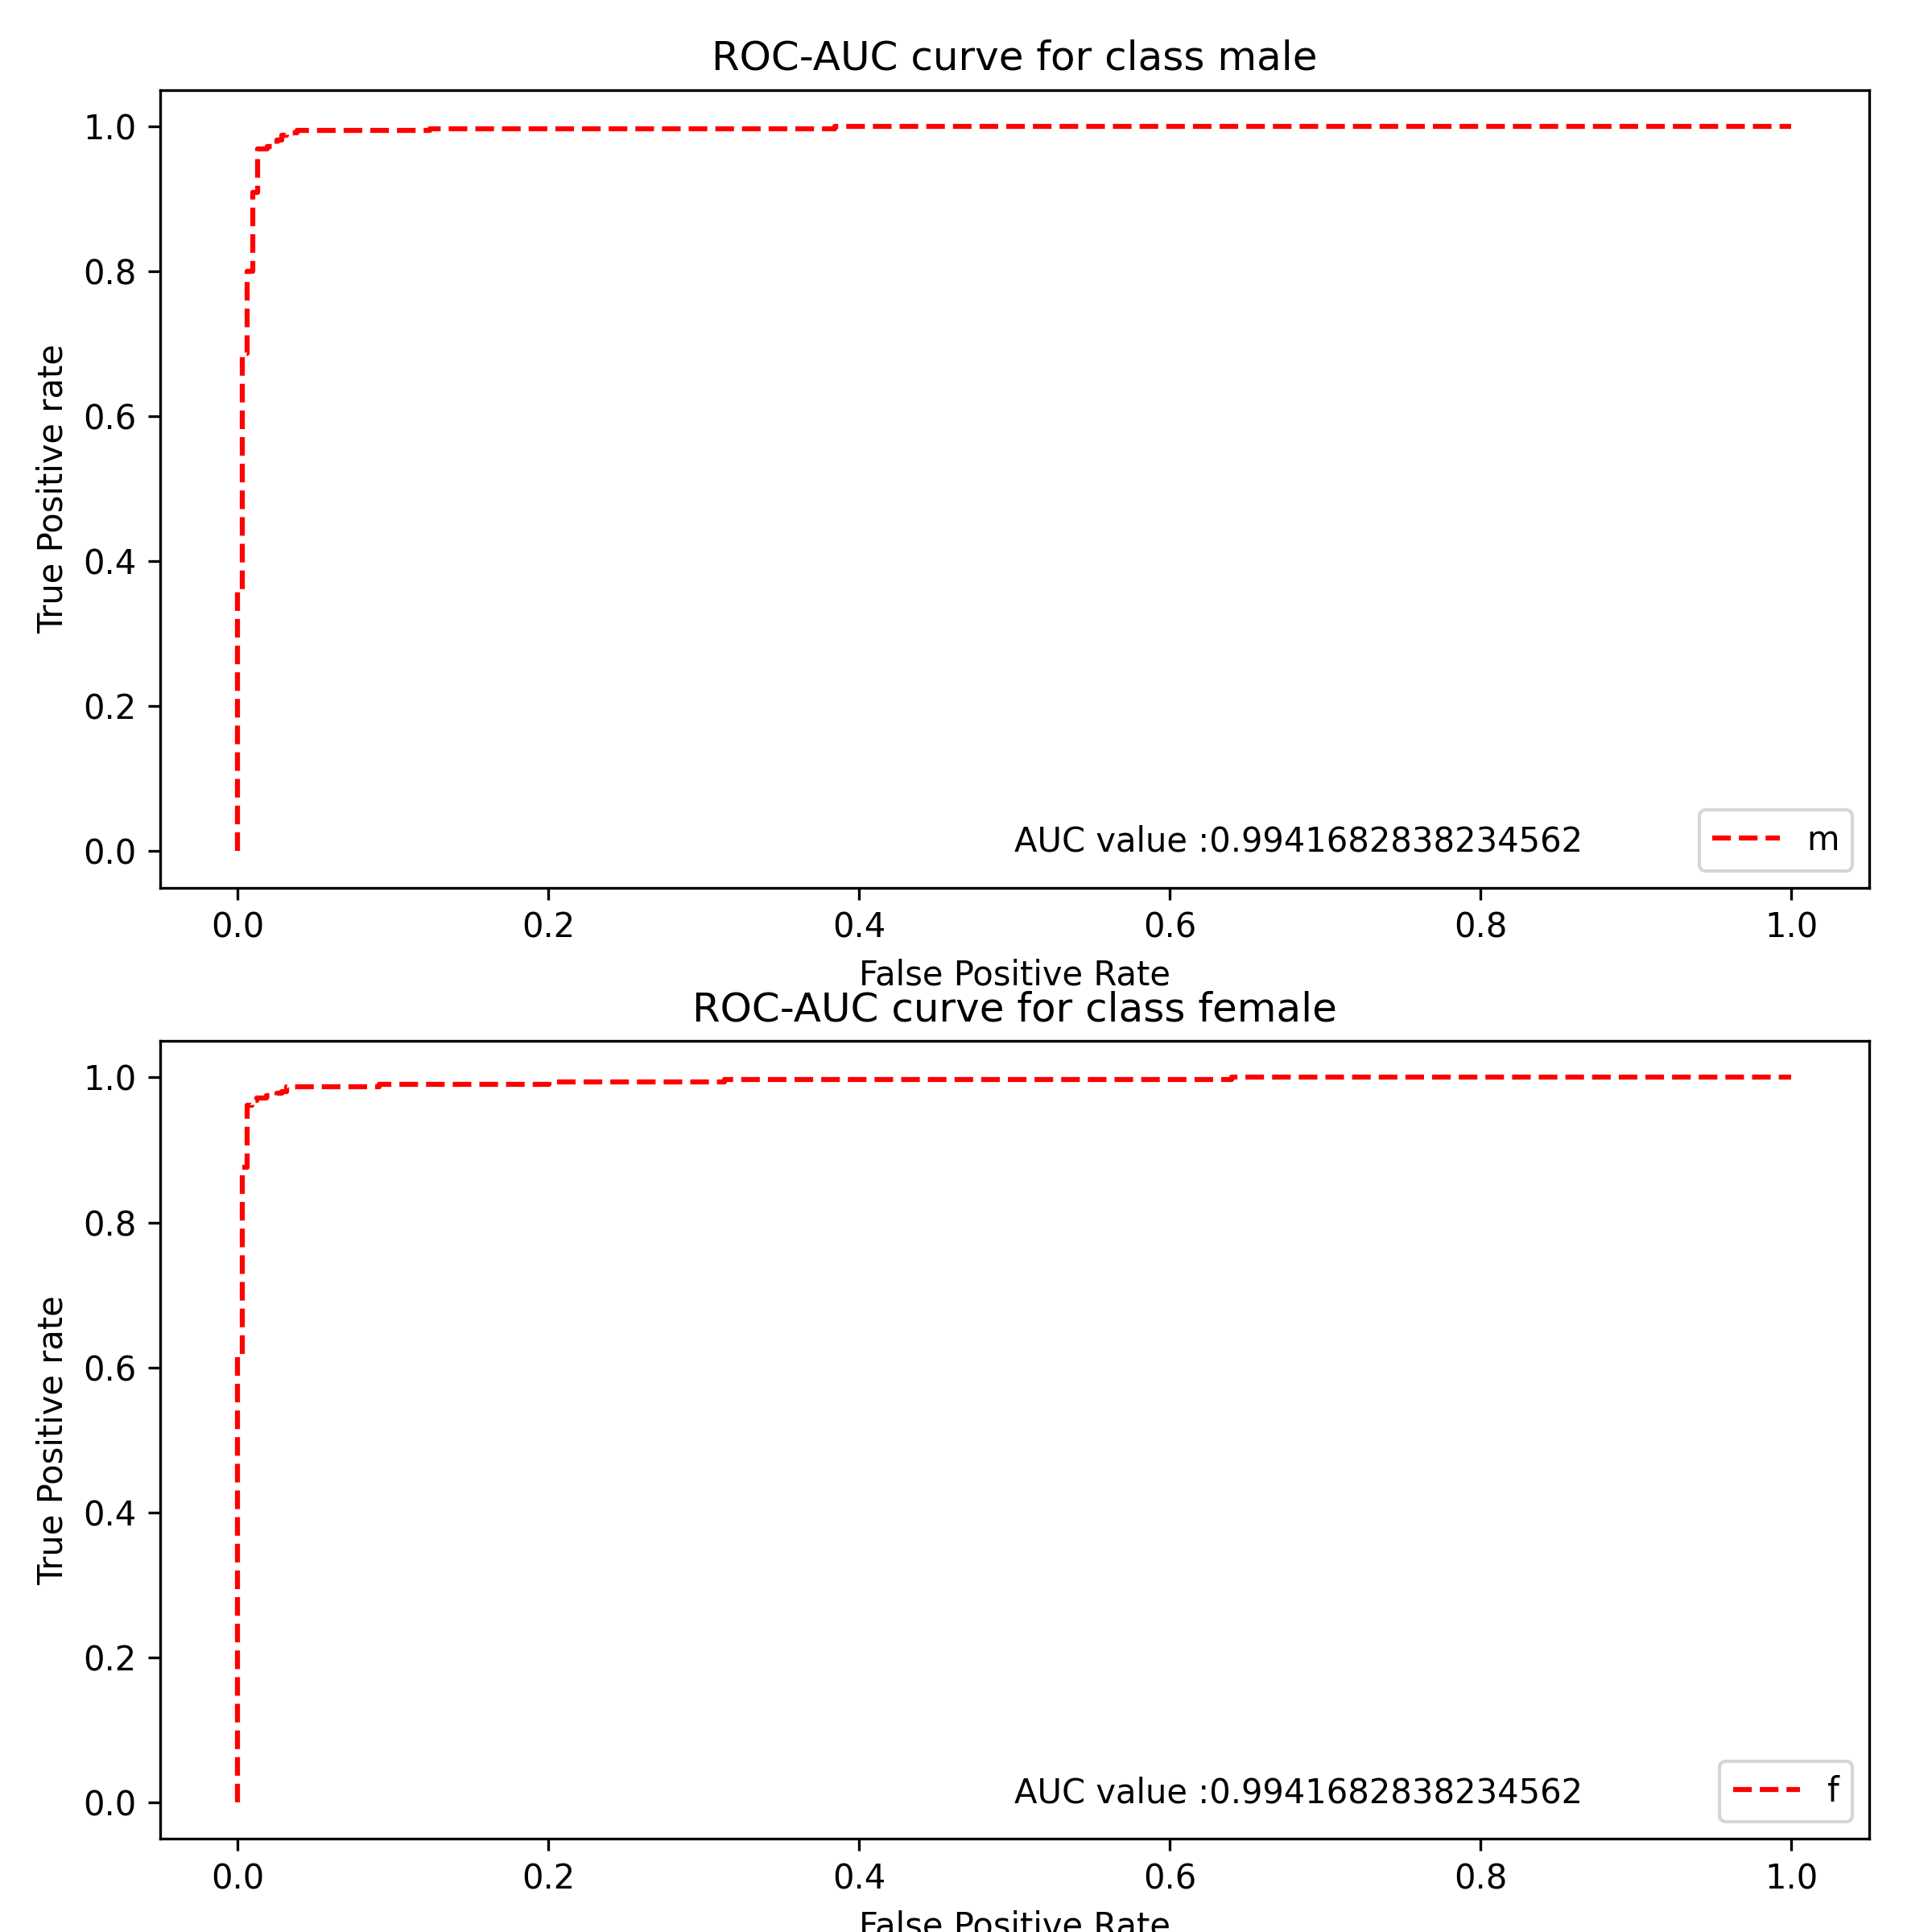 ROC-AUC curve for class male
True Positive rate
1.0
0.8
0.6
0.4
0.2
0.0
AUC value :0.9941682838234562
m
0.0 0.2 0.4 0.6 0.8 1.0
False Positive Rate
ROC-AUC curve for class female
True Positive rate
1.0
0.8
0.6
0.4
0.2
0.0
AUC value :0.9941682838234562
f
0.0 0.2 0.4 0.6 0.8 1.0
False Positive Rate